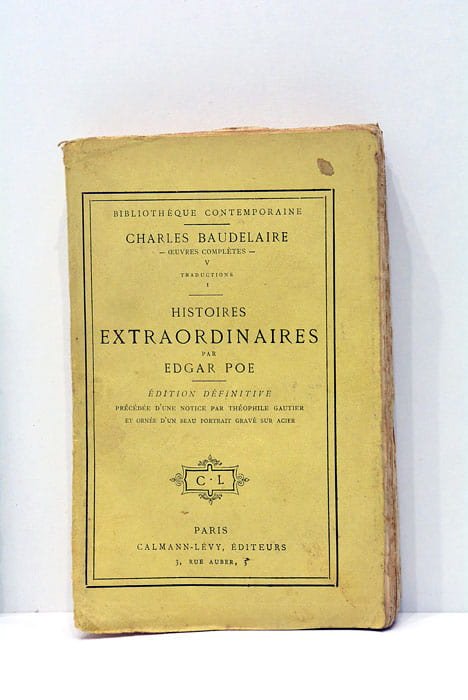 BIBLIOTHÈQUE CONTEMPORAINE
CHARLES BAUDELAIRE
— ŒUVRES COMPLÈTES —
V
TRADUCTIONS
I
HISTOIRES
EXTRAORDINAIRES
PAR
EDGAR POE
ÉDITION DÉFINITIVE
PRÉCÉDÉE D'UNE NOTICE PAR THÉOPHILE GAUTIER
ET ORNÉE D'UN BEAU PORTRAIT GRAVÉ SUR ACIER
C·L
PARIS
CALMANN-LÉVY, ÉDITEURS
3, RUE AUBER, 3